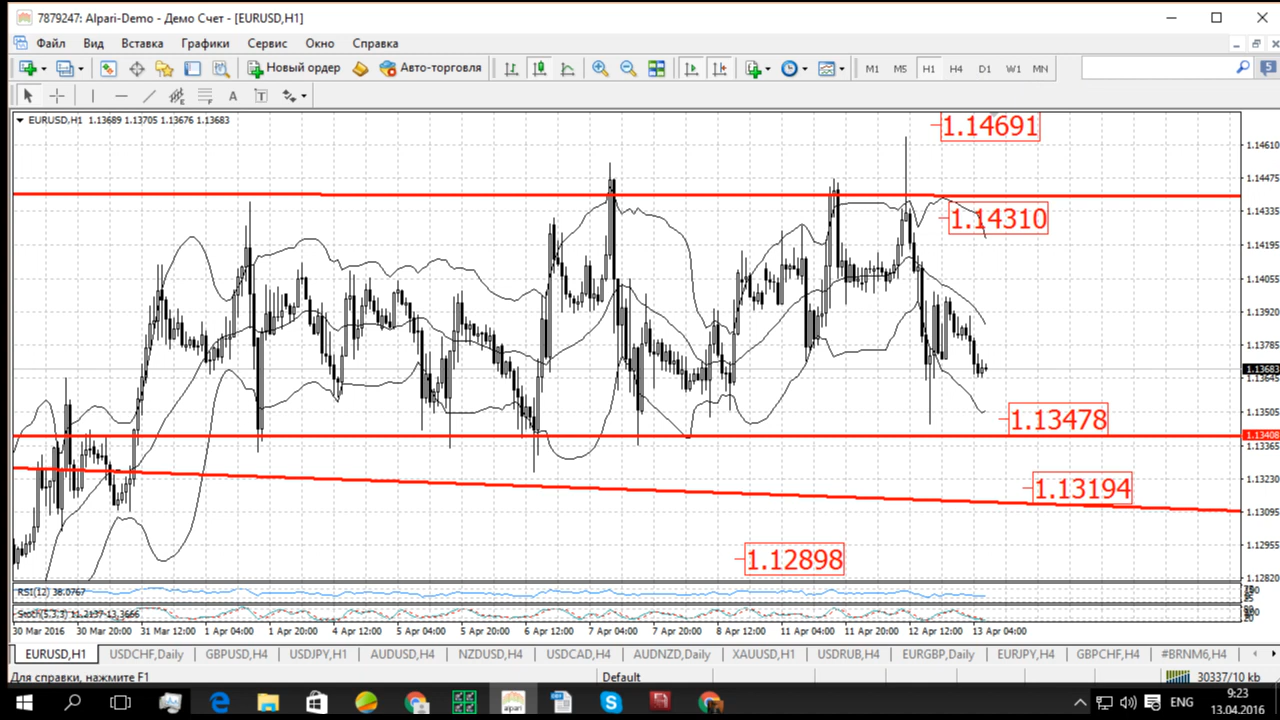 7879247: Alpari-Demo - Демо Счет - [EURUSD,H1]
Файл Вид Вставка Графики Сервис Окно Справка
Новый ордер Авто-торговля M1 M5 H1 H4 D1 W1 MN 5
A T
EURUSD,H1 1.13689 1.13705 1.13676 1.13683
1.14691
1.14610
1.14475
1.14335
1.14310
1.14195
1.14055
1.13920
1.13785
1.13683
1.13645
1.13505
1.13478
1.13408
1.13365
1.13230
1.13194
1.13095
1.12955
1.12898
1.12820
RSI(12) 38.0767
Stoch(5,3,3) 11.2137 13.3666
30 Mar 2016 30 Mar 20:00 31 Mar 12:00 1 Apr 04:00 1 Apr 20:00 4 Apr 12:00 5 Apr 04:00 5 Apr 20:00 6 Apr 12:00 7 Apr 04:00 7 Apr 20:00 8 Apr 12:00 11 Apr 04:00 11 Apr 20:00 12 Apr 12:00 13 Apr 04:00
EURUSD,H1 USDCHF,Daily GBPUSD,H4 USDJPY,H1 AUDUSD,H4 NZDUSD,H4 USDCAD,H4 AUDNZD,Daily XAUUSD,H1 USDRUB,H4 EURGBP,Daily EURJPY,H4 GBPCHF,H4 #BRNM6,H4
Для справки, нажмите F1 Default 30337/10 kb
alpari ENG 9:23
13.04.2016